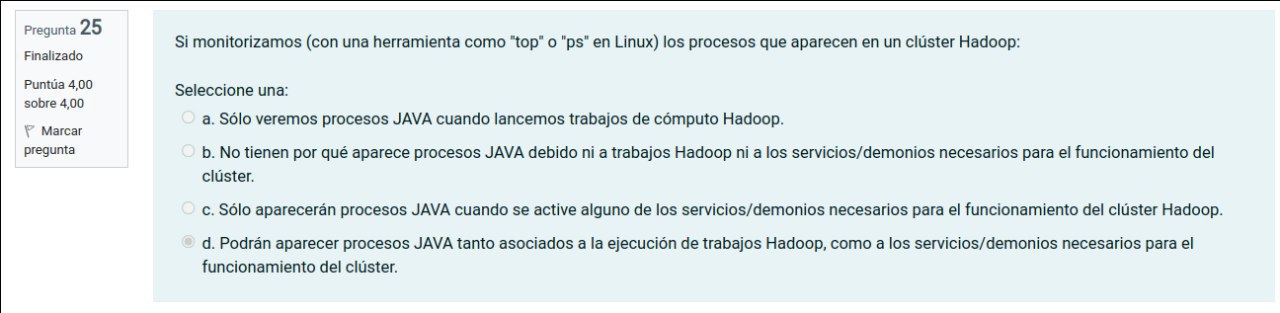 Pregunta 25
Finalizado
Puntúa 4,00
sobre 4,00
Marcar
pregunta
Si monitorizamos (con una herramienta como "top" o "ps" en Linux) los procesos que aparecen en un clúster Hadoop:
Seleccione una:
a. Sólo veremos procesos JAVA cuando lancemos trabajos de cómputo Hadoop.
b. No tienen por qué aparece procesos JAVA debido ni a trabajos Hadoop ni a los servicios/demonios necesarios para el funcionamiento del
clúster.
c. Sólo aparecerán procesos JAVA cuando se active alguno de los servicios/demonios necesarios para el funcionamiento del clúster Hadoop.
d. Podrán aparecer procesos JAVA tanto asociados a la ejecución de trabajos Hadoop, como a los servicios/demonios necesarios para el
funcionamiento del clúster.